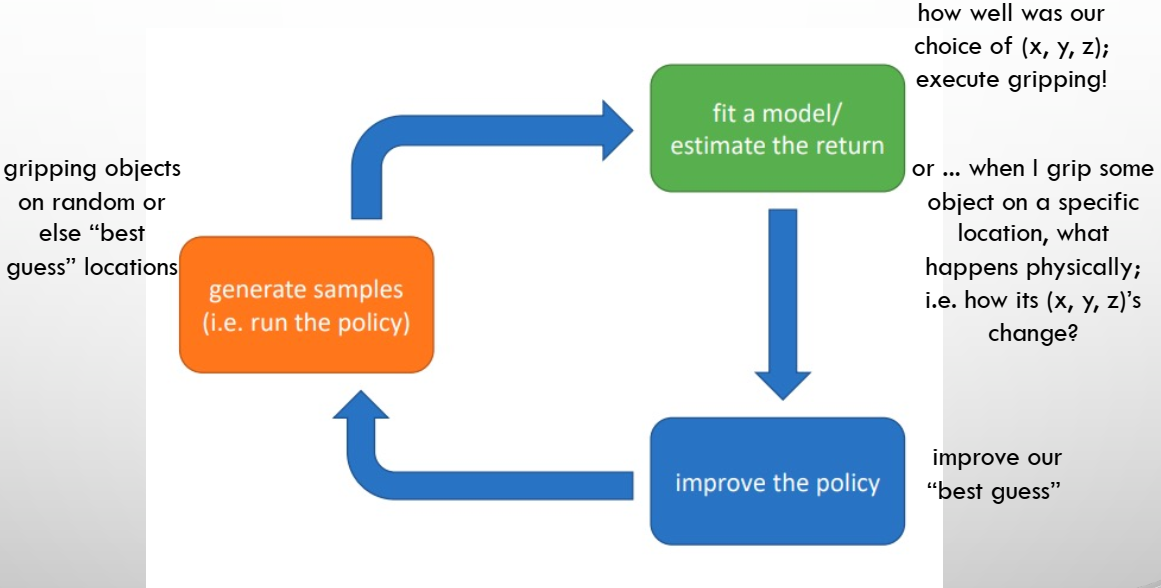 how well was our
choice of (x, y, z);
execute gripping!
fit a model/
estimate the return
gripping objects
on random or
else “best
guess” locations
or ... when I grip some
object on a specific
location, what
happens physically;
i.e. how its (x, y, z)’s
change?
generate samples
(i.e. run the policy)
improve the policy
improve our
“best guess”